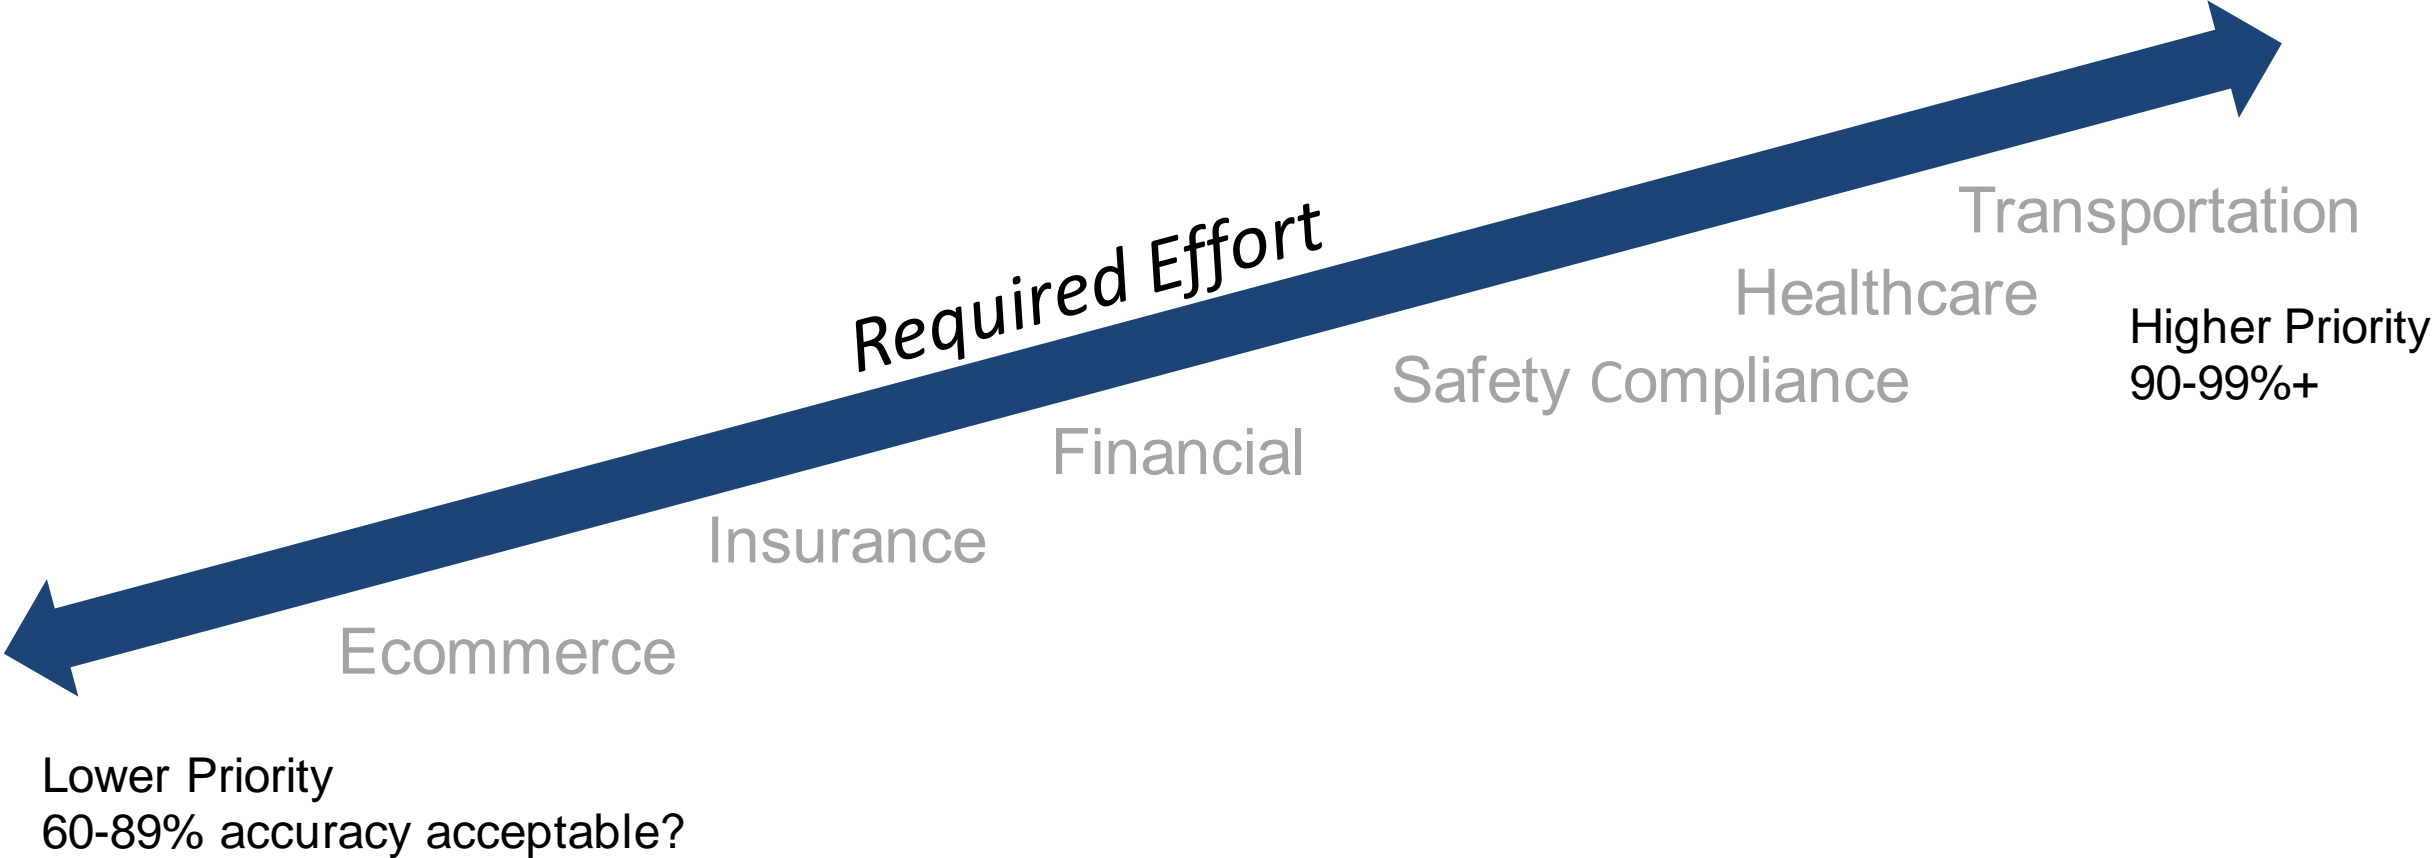 Required Effort
Transportation
Healthcare
Higher Priority
90-99%+
Safety Compliance
Financial
Insurance
Ecommerce
Lower Priority
60-89% accuracy acceptable?